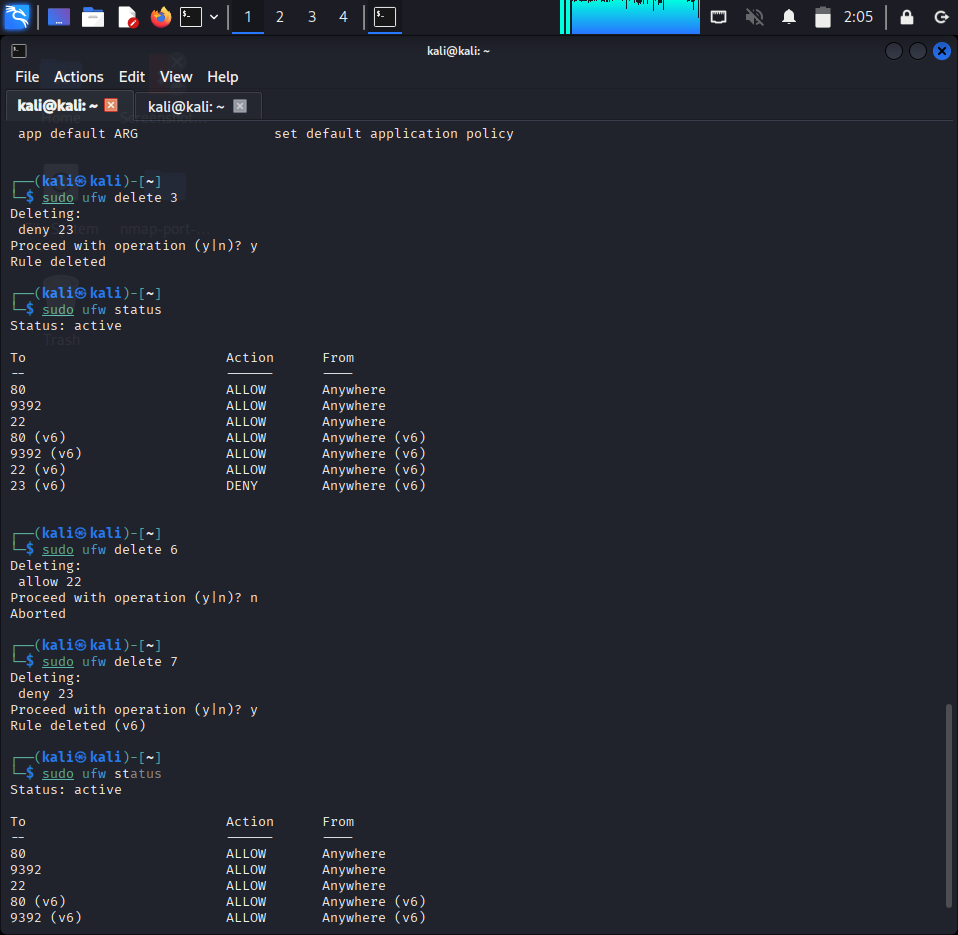 1 2 3 4 2:05
kali@kali: ~
File Actions Edit View Help
kali@kali: ~ kali@kali: ~
app default ARG set default application policy
┌──(kali㉿kali)-[~]
└─$ sudo ufw delete 3
Deleting:
 deny 23
Proceed with operation (y|n)? y
Rule deleted
┌──(kali㉿kali)-[~]
└─$ sudo ufw status
Status: active
Trash
To Action From
-- ------ ----
80 ALLOW Anywhere
9392 ALLOW Anywhere
22 ALLOW Anywhere
80 (v6) ALLOW Anywhere (v6)
9392 (v6) ALLOW Anywhere (v6)
22 (v6) ALLOW Anywhere (v6)
23 (v6) DENY Anywhere (v6)
┌──(kali㉿kali)-[~]
└─$ sudo ufw delete 6
Deleting:
 allow 22
Proceed with operation (y|n)? n
Aborted
┌──(kali㉿kali)-[~]
└─$ sudo ufw delete 7
Deleting:
 deny 23
Proceed with operation (y|n)? y
Rule deleted (v6)
┌──(kali㉿kali)-[~]
└─$ sudo ufw status
Status: active
To Action From
-- ------ ----
80 ALLOW Anywhere
9392 ALLOW Anywhere
22 ALLOW Anywhere
80 (v6) ALLOW Anywhere (v6)
9392 (v6) ALLOW Anywhere (v6)